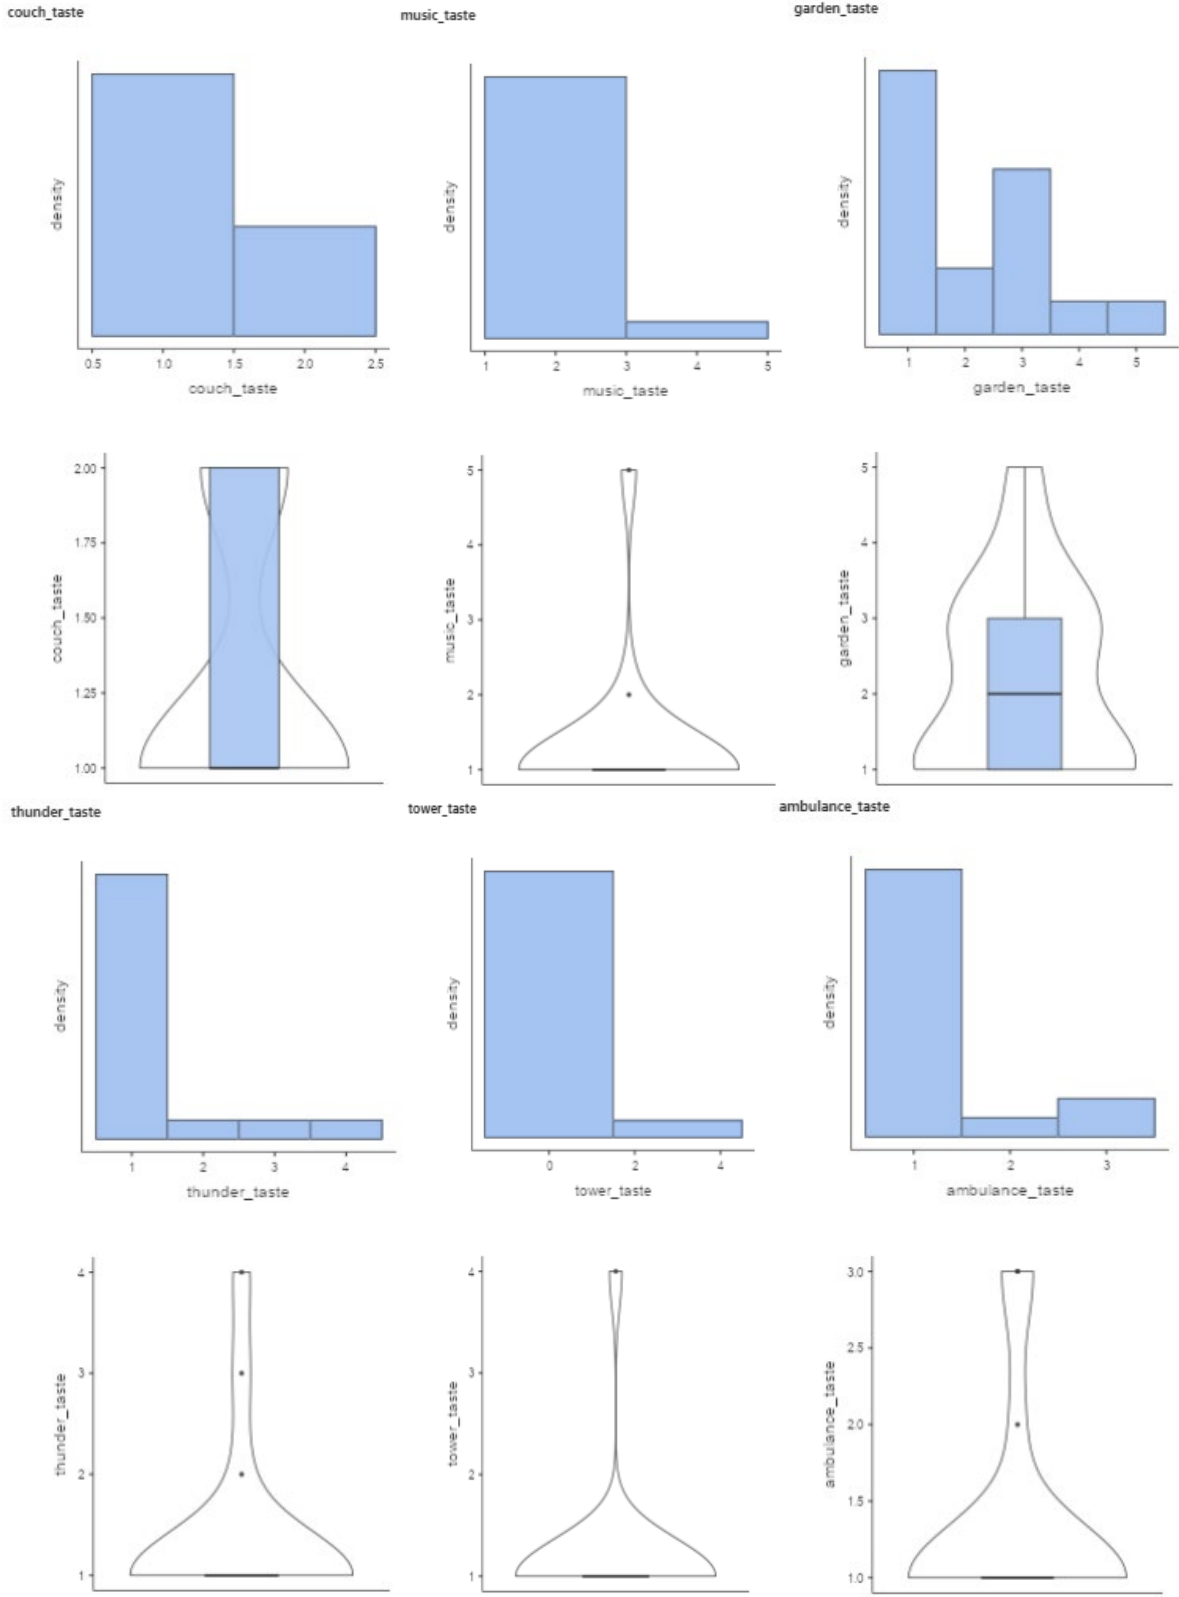 couch_taste
music_taste
garden_taste
density
0.5 1.0 1.5 2.0 2.5
couch_taste
density
1 2 3 4 5
music_taste
density
1 2 3 4 5
garden_taste
couch_taste
2.00
1.75
1.50
1.25
1.00
music_taste
5
4
3
2
1
garden_taste
5
4
3
2
1
thunder_taste
tower_taste
ambulance_taste
density
1 2 3 4
thunder_taste
density
0 2 4
tower_taste
density
1 2 3
ambulance_taste
thunder_taste
4
3
2
1
tower_taste
4
3
2
1
ambulance_taste
3.0
2.5
2.0
1.5
1.0